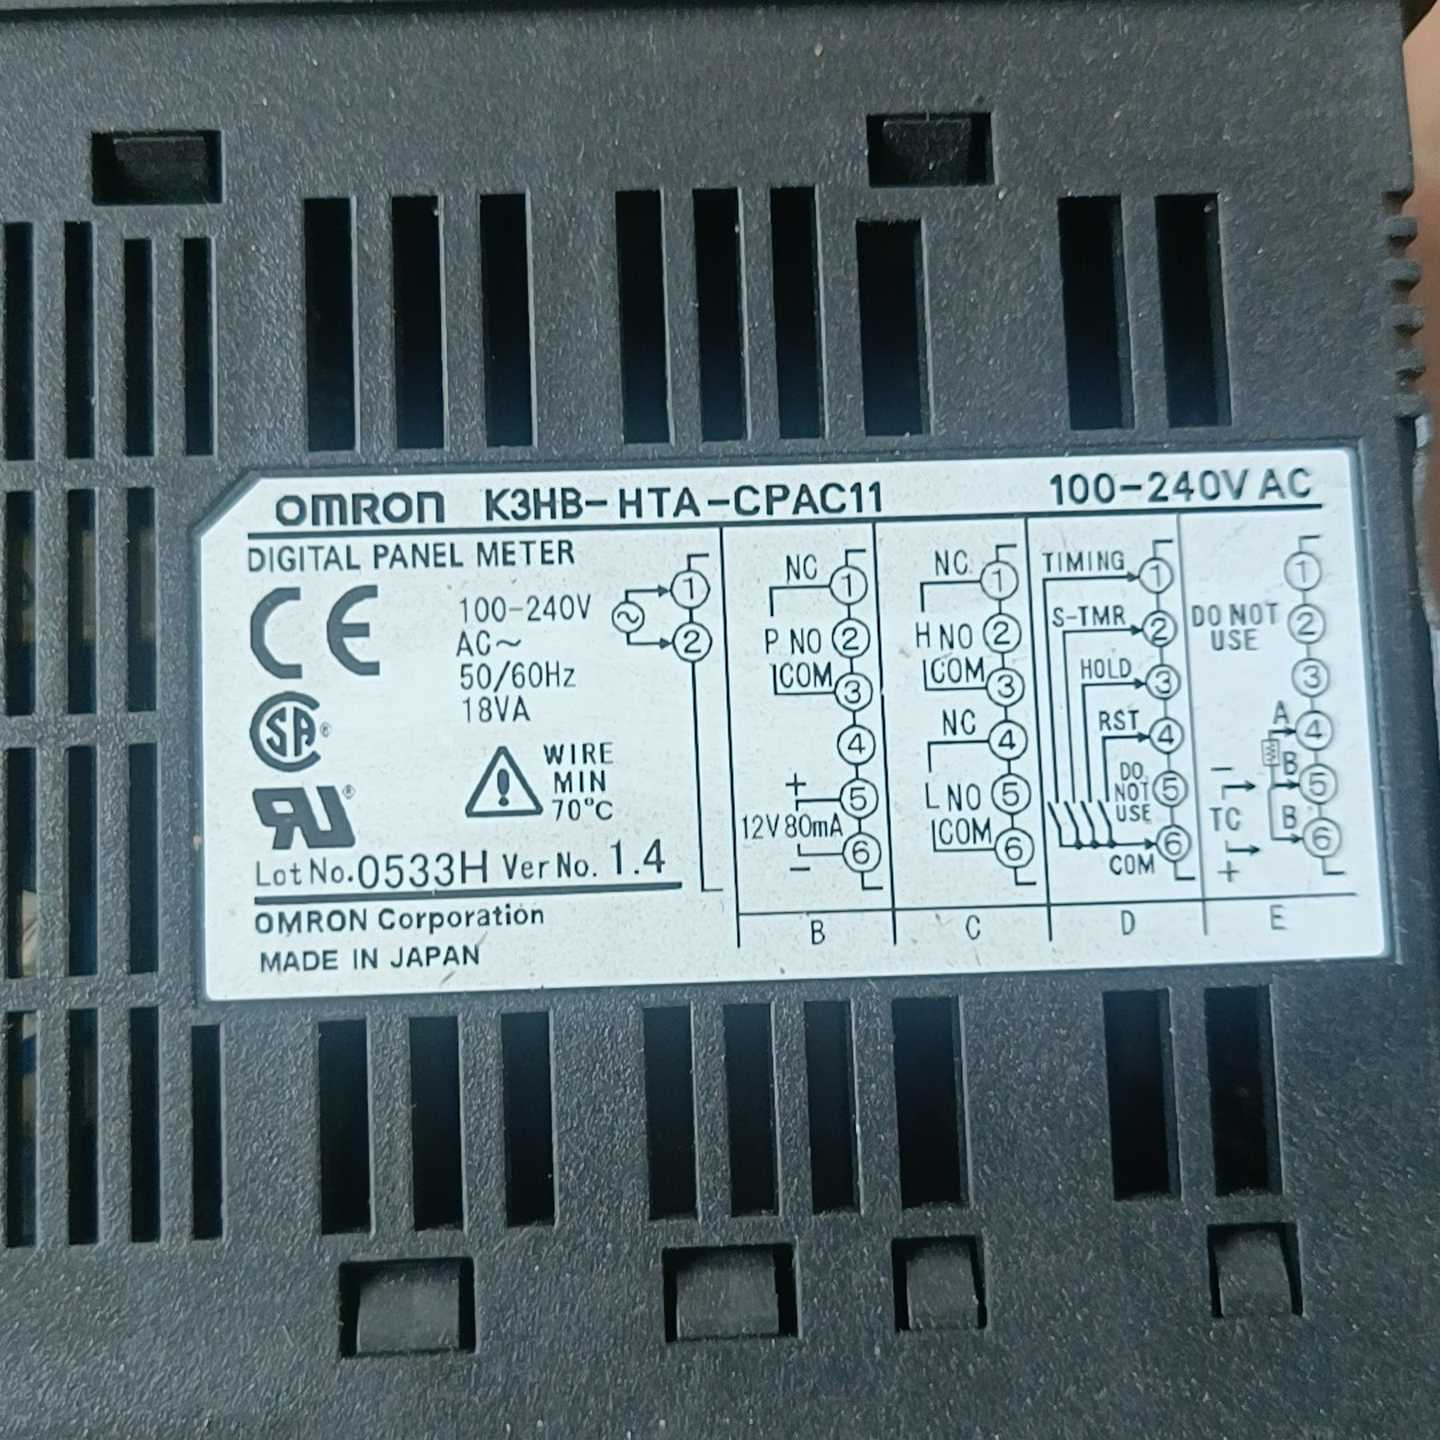 OMRON K3HB-HTA-CPAC11 100-240V AC
DIGITAL PANEL METER
CE
100-240V
AC~
50/60Hz
18VA
SA®
RU®
WIRE
MIN
70°C
Lot No.0533H Ver No. 1.4
OMRON Corporation
MADE IN JAPAN
1
2
NC 1
P NO 2
COM 3
4
+ 5
12V 80mA
- 6
B
NC 1
H NO 2
COM 3
NC 4
L NO 5
COM 6
C
TIMING 1
S-TMR 2
HOLD 3
RST 4
DO NOT USE 5
COM 6
D
1
DO NOT 2
USE
3
A 4
- B 5
TC
+ B 6
E